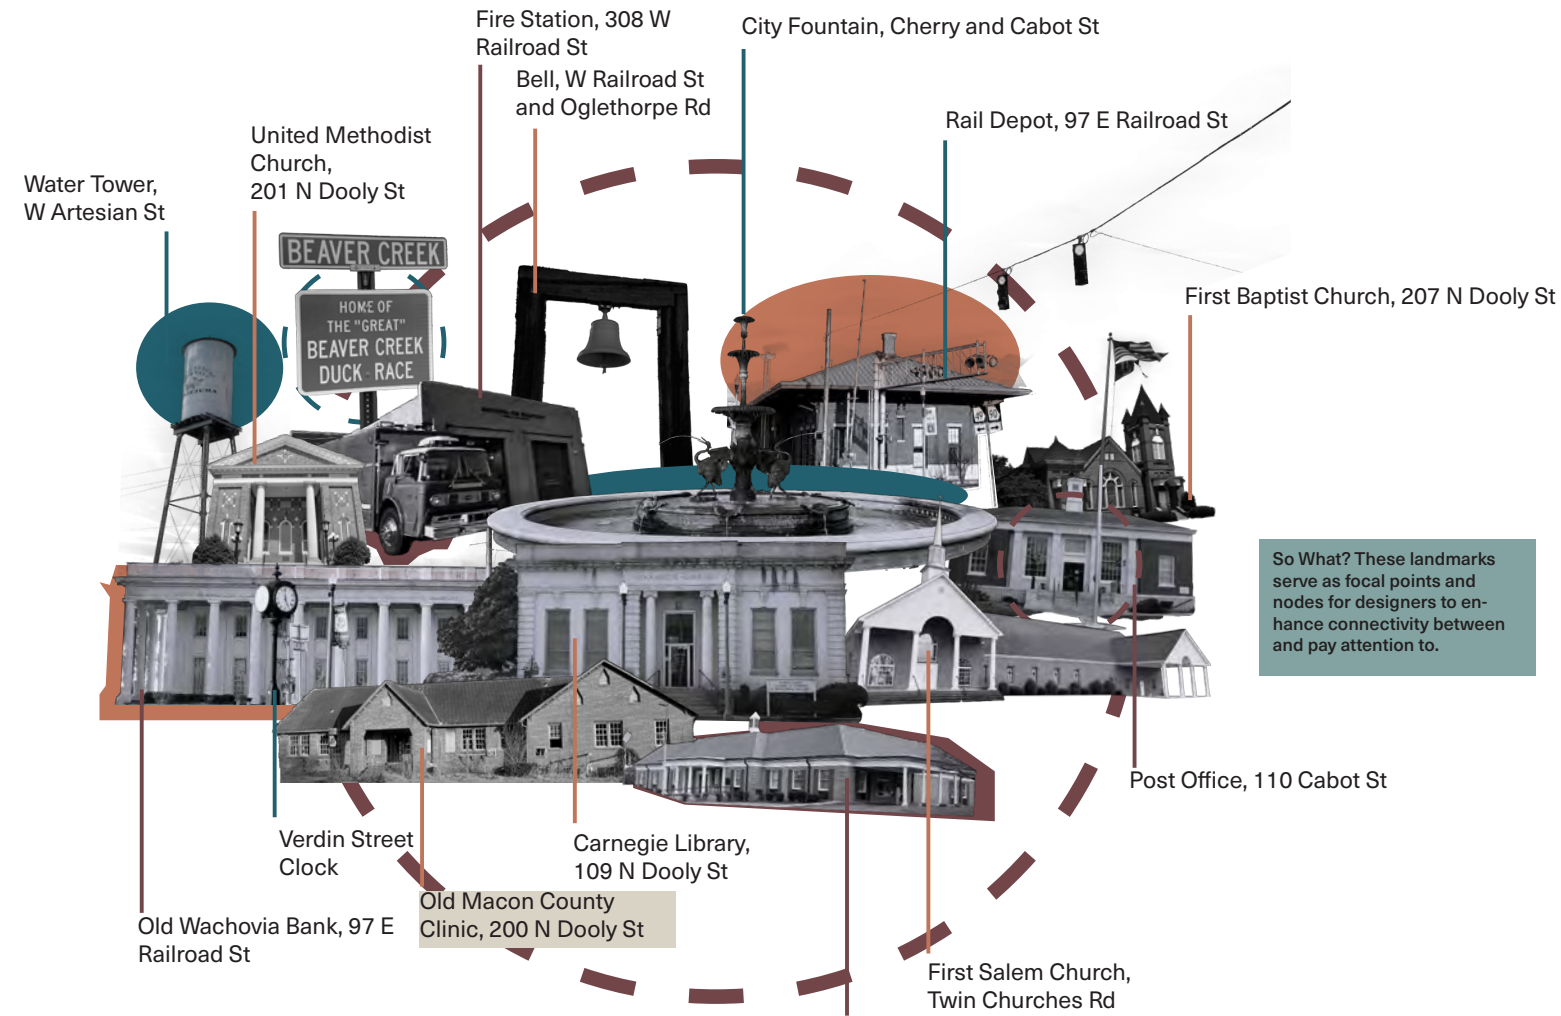 Fire Station, 308 W
Railroad St
City Fountain, Cherry and Cabot St
Bell, W Railroad St
and Oglethorpe Rd
Rail Depot, 97 E Railroad St
United Methodist
Church,
201 N Dooly St
Water Tower,
W Artesian St
BEAVER CREEK
HOME OF
THE "GREAT"
BEAVER CREEK
DUCK RACE
First Baptist Church, 207 N Dooly St
So What? These landmarks
serve as focal points and
nodes for designers to en-
hance connectivity between
and pay attention to.
Post Office, 110 Cabot St
Verdin Street
Clock
Carnegie Library,
109 N Dooly St
Old Macon County
Clinic, 200 N Dooly St
Old Wachovia Bank, 97 E
Railroad St
First Salem Church,
Twin Churches Rd